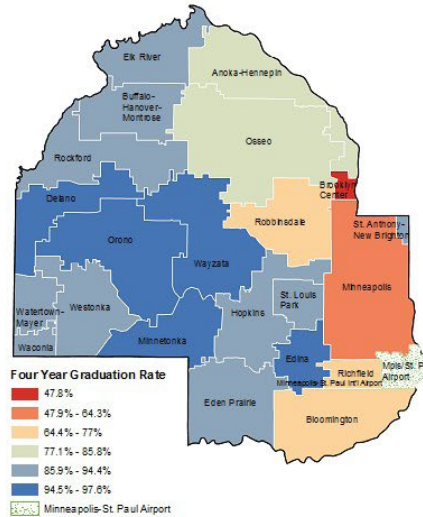 Elk River
Anoka-Hennepin
Buffalo-
Hanover-
Montrose
Osseo
Rockford
Brooklyn
Center
Delano
Robbinsdale
St. Anthony-
New Brighton
Orono
Wayzata
Minneapolis
St. Louis
Park
Westonka
Hopkins
Watertown-
Mayer
Minnetonka
Waconia
Edina
Mpls/St. P
Airport
Richfield
Minneapolis-St. Paul Int'l Airport
Eden Prairie
Bloomington
Four Year Graduation Rate
47.8%
47.9% - 64.3%
64.4% - 77%
77.1% - 85.8%
85.9% - 94.4%
94.5% - 97.6%
Minneapolis-St. Paul Airport